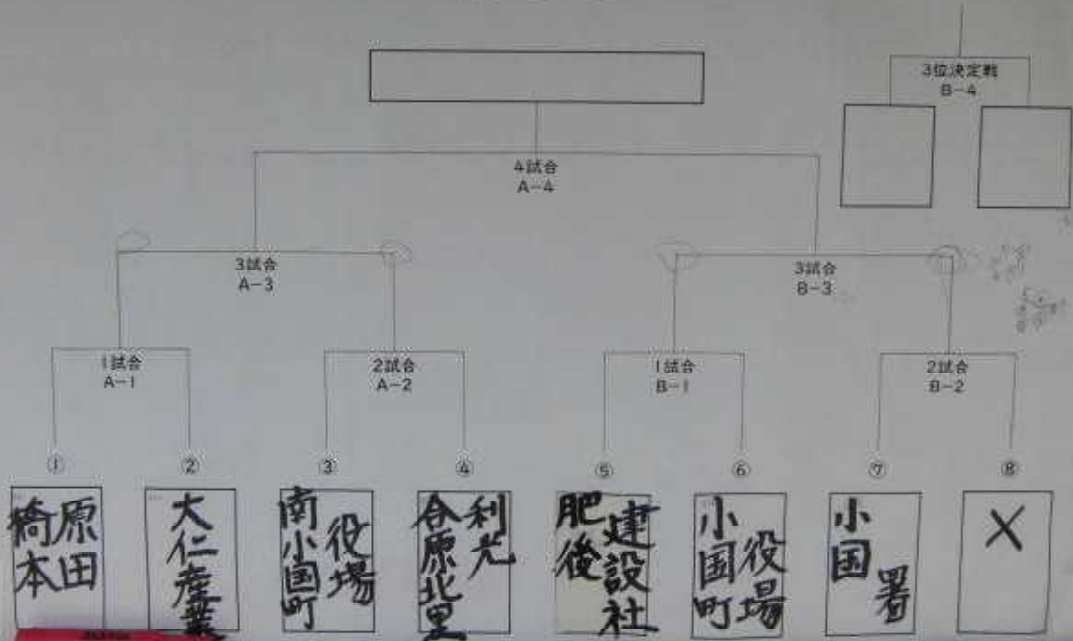 3位決定戦
B-4
4試合
A-4
3試合
A-3
3試合
B-3
1試合
A-1
2試合
A-2
1試合
B-1
2試合
B-2
①
②
③
④
⑤
⑥
⑦
⑧
原田
橋本
大仁産業
南小国町
役場
利光
合原北里
肥後
建設社
小国町
役場
小国
署
X